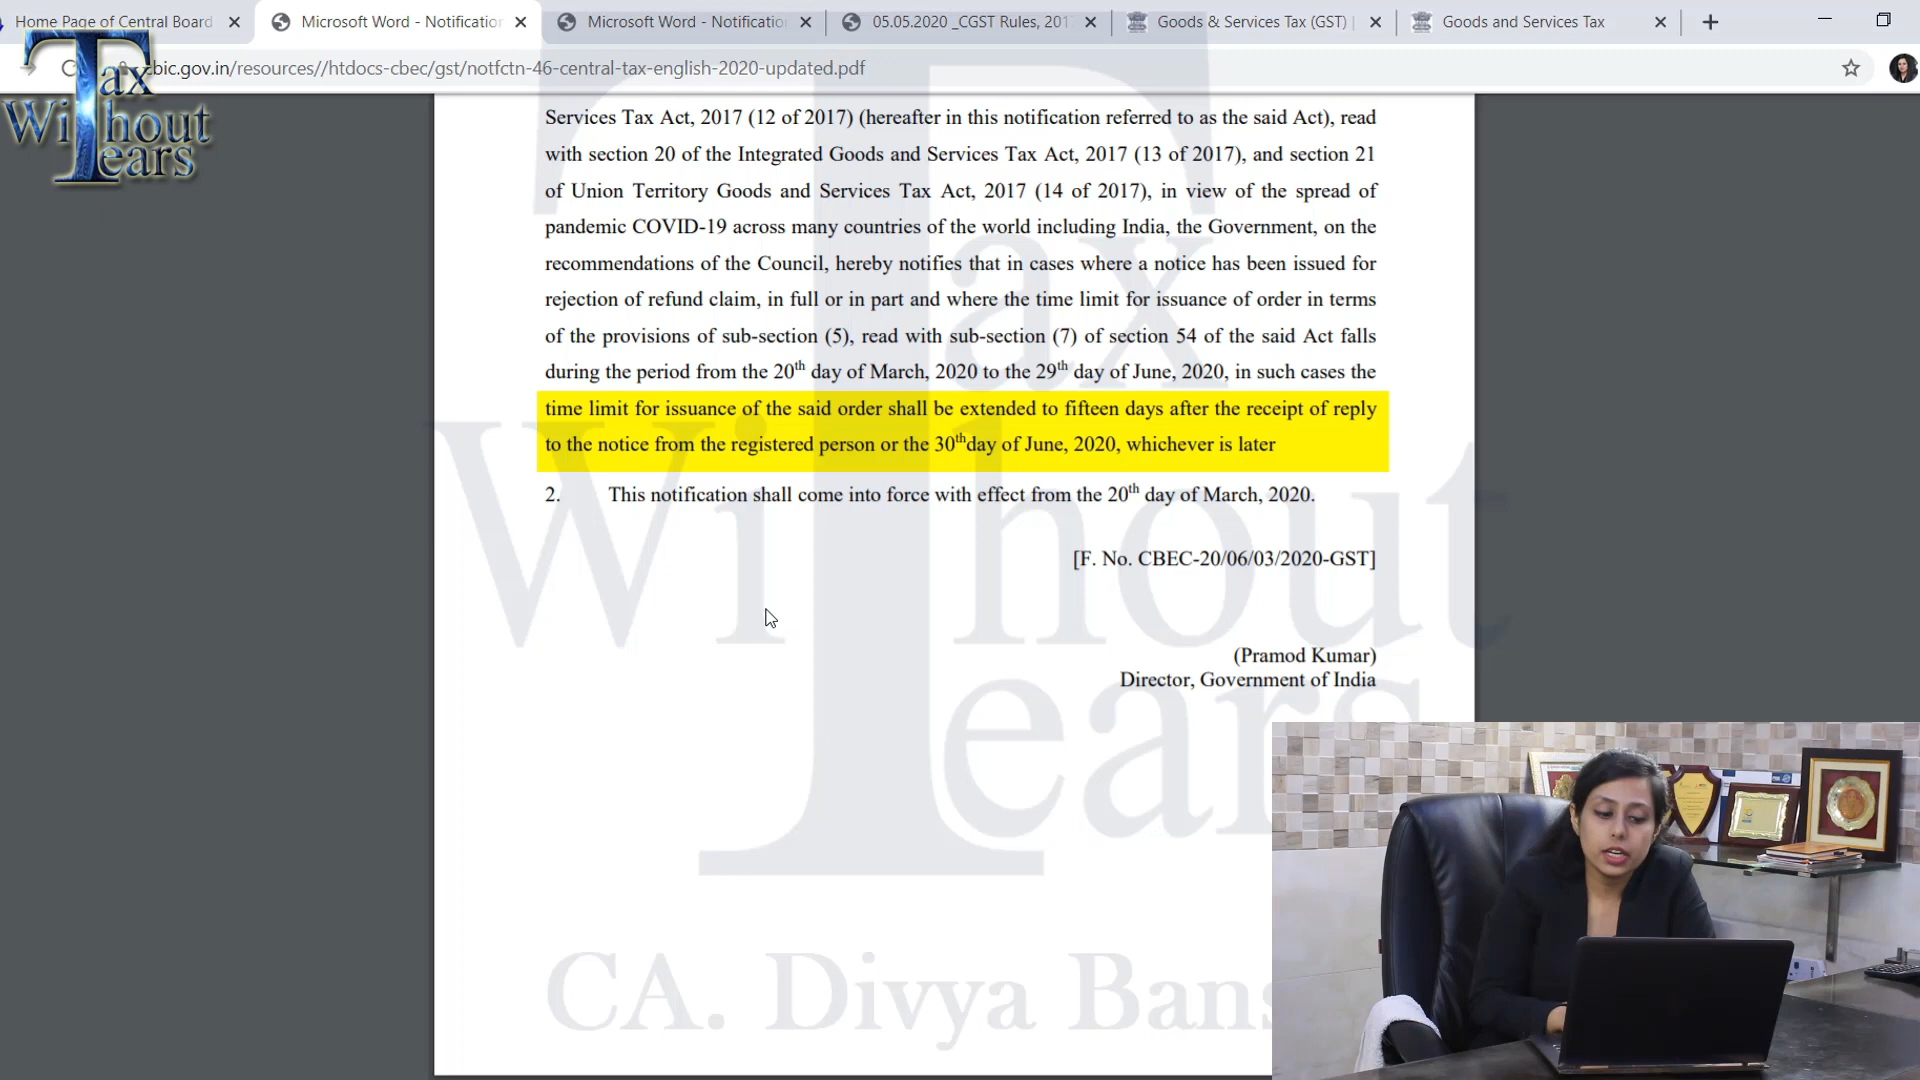 Home Page of Central Board
Microsoft Word - Notification
Microsoft Word - Notificatio
05.05.2020 _CGST Rules, 201
Goods & Services Tax (GST) |
Goods and Services Tax
cbic.gov.in/resources//htdocs-cbec/gst/notfctn-46-central-tax-english-2020-updated.pdf
Tax
Without
Tears
Services Tax Act, 2017 (12 of 2017) (hereafter in this notification referred to as the said Act), read
with section 20 of the Integrated Goods and Services Tax Act, 2017 (13 of 2017), and section 21
of Union Territory Goods and Services Tax Act, 2017 (14 of 2017), in view of the spread of
pandemic COVID-19 across many countries of the world including India, the Government, on the
recommendations of the Council, hereby notifies that in cases where a notice has been issued for
rejection of refund claim, in full or in part and where the time limit for issuance of order in terms
of the provisions of sub-section (5), read with sub-section (7) of section 54 of the said Act falls
during the period from the 20th day of March, 2020 to the 29th day of June, 2020, in such cases the
time limit for issuance of the said order shall be extended to fifteen days after the receipt of reply
to the notice from the registered person or the 30thday of June, 2020, whichever is later
2. This notification shall come into force with effect from the 20th day of March, 2020.
[F. No. CBEC-20/06/03/2020-GST]
(Pramod Kumar)
Director, Government of India
Tax
Without
Tears
CA. Divya Bans